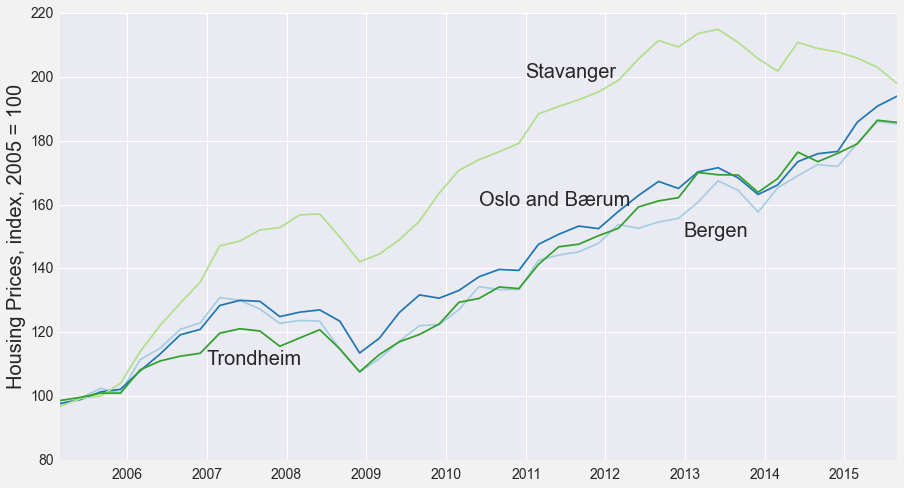 Housing Prices, index, 2005 = 100
220
200
180
160
140
120
100
80
Stavanger
Oslo and Bærum
Bergen
Trondheim
2006 2007 2008 2009 2010 2011 2012 2013 2014 2015